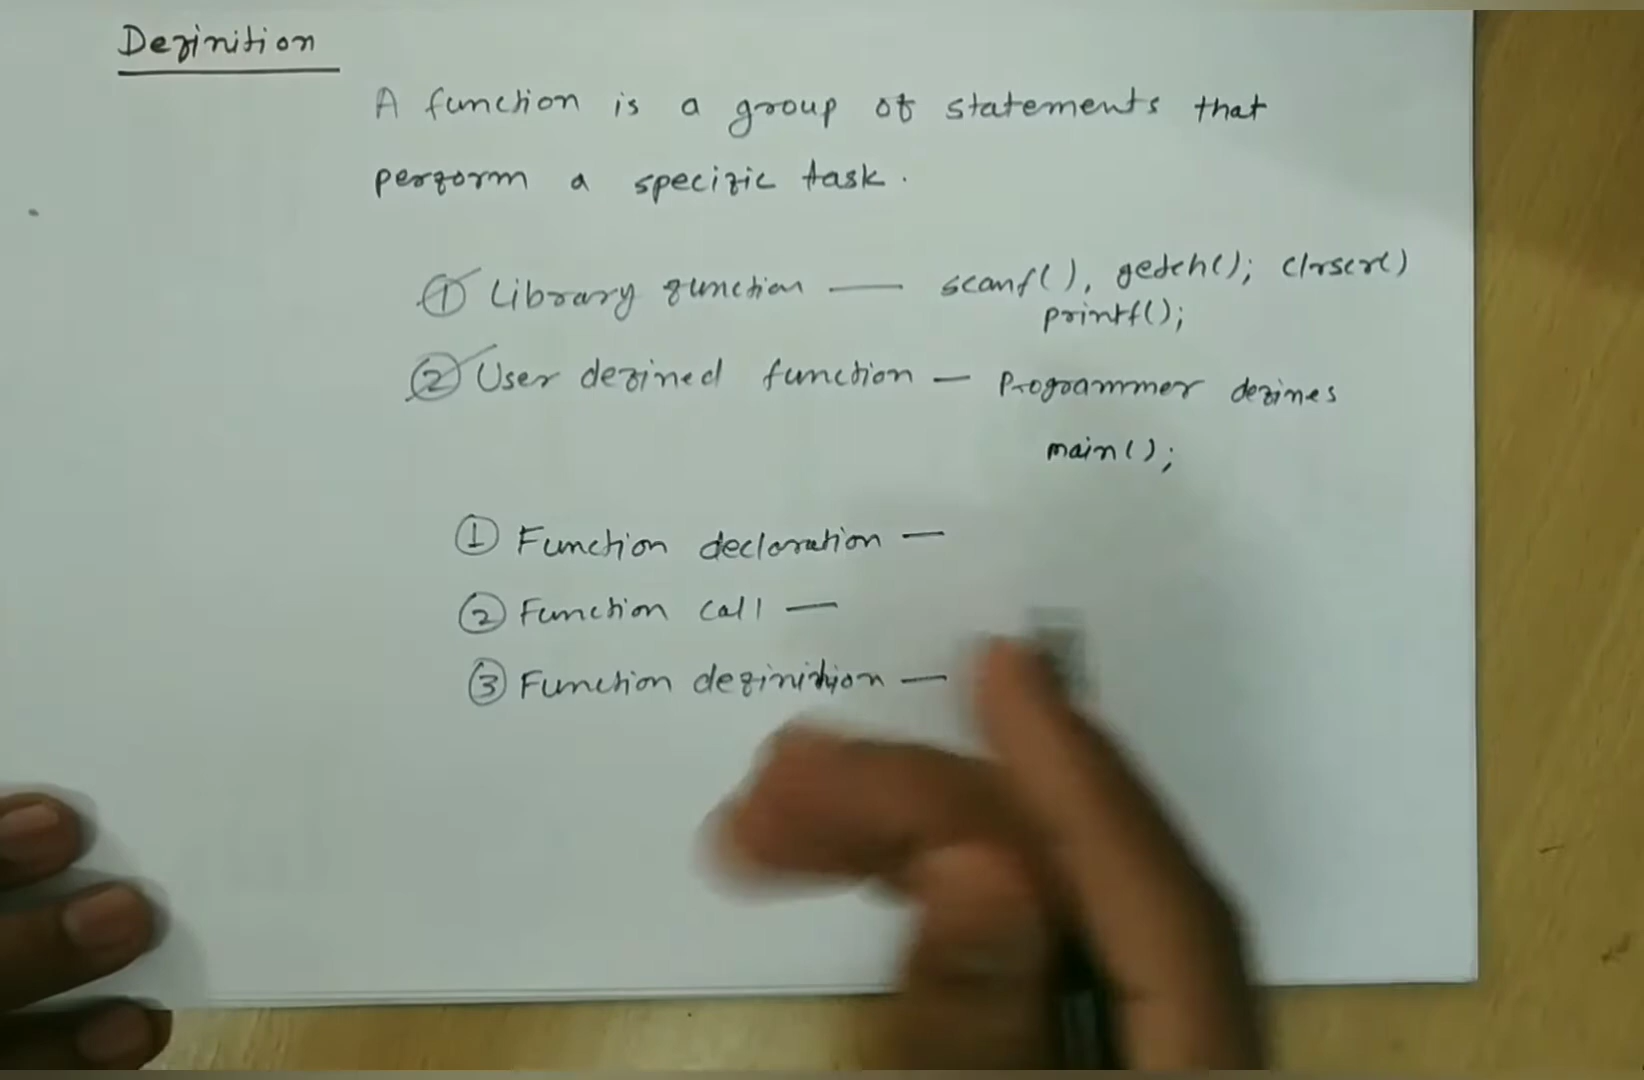 Definition
A function is a group of statements that
perform a specific task.
① Library function — scanf(), getch(); clrscr()
printf();
② User defined function — Programmer defines
main();
① Function declaration —
② Function call —
③ Function definition —